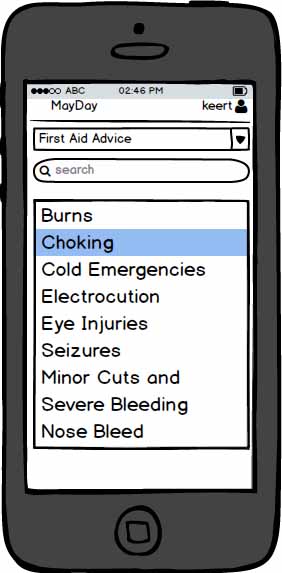 ABC 02:46 PM
MayDay keert
First Aid Advice
search
Burns
Choking
Cold Emergencies
Electrocution
Eye Injuries
Seizures
Minor Cuts and
Severe Bleeding
Nose Bleed